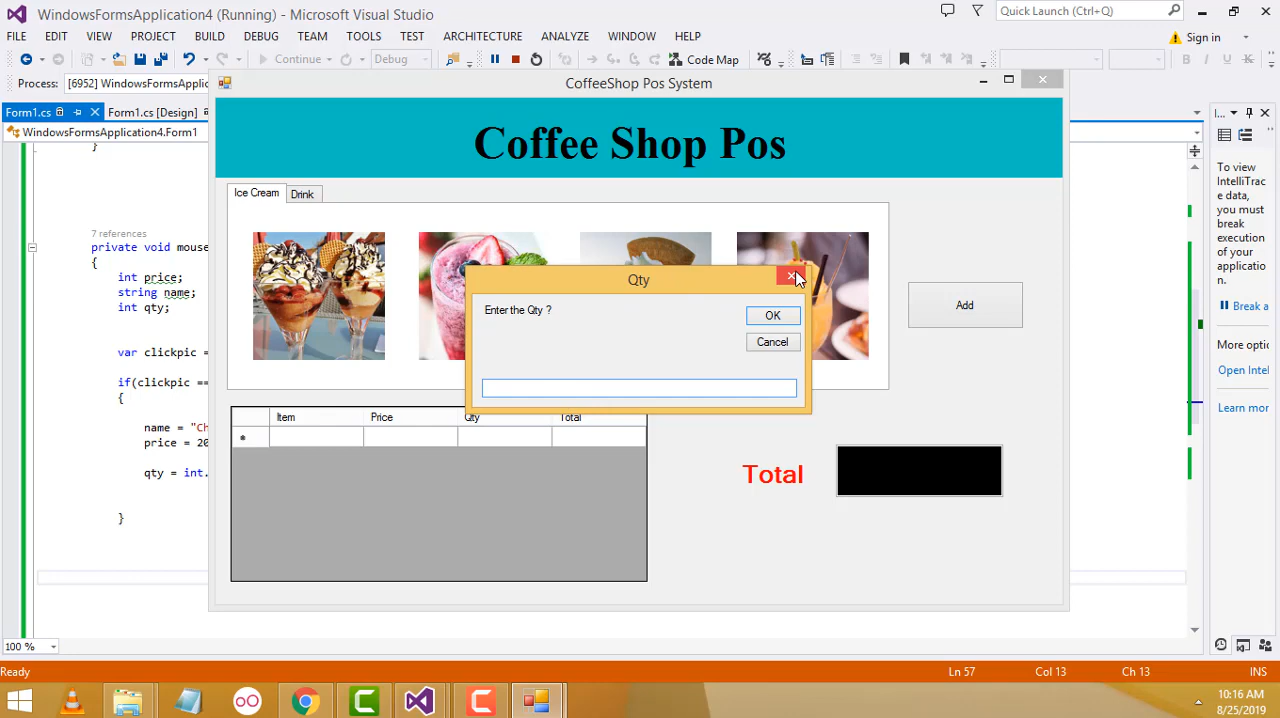 WindowsFormsApplication4 (Running) - Microsoft Visual Studio
Quick Launch (Ctrl+Q)
FILE EDIT VIEW PROJECT BUILD DEBUG TEAM TOOLS TEST ARCHITECTURE ANALYZE WINDOW HELP
Sign in
Continue Debug Code Map
Process: [6952] WindowsFormsApplic
CoffeeShop Pos System
Form1.cs Form1.cs [Design]
I...
WindowsFormsApplication4.Form1
Coffee Shop Pos
}
To view
IntelliTrace
data,
you must
break
execution
of your
applicatio
n.
Break a
More optic
Open Intel
Learn mor
Ice Cream Drink
7 references
private void mouse
{
int price;
string name;
int qty;
var clickpic =
if(clickpic ==
{
name = "Ch
price = 20
qty = int.
}
Qty
Enter the Qty ?
OK
Cancel
Add
Item Price Qty Total
*
Total
100 %
Ready Ln 57 Col 13 Ch 13 INS
10:16 AM
8/25/2019